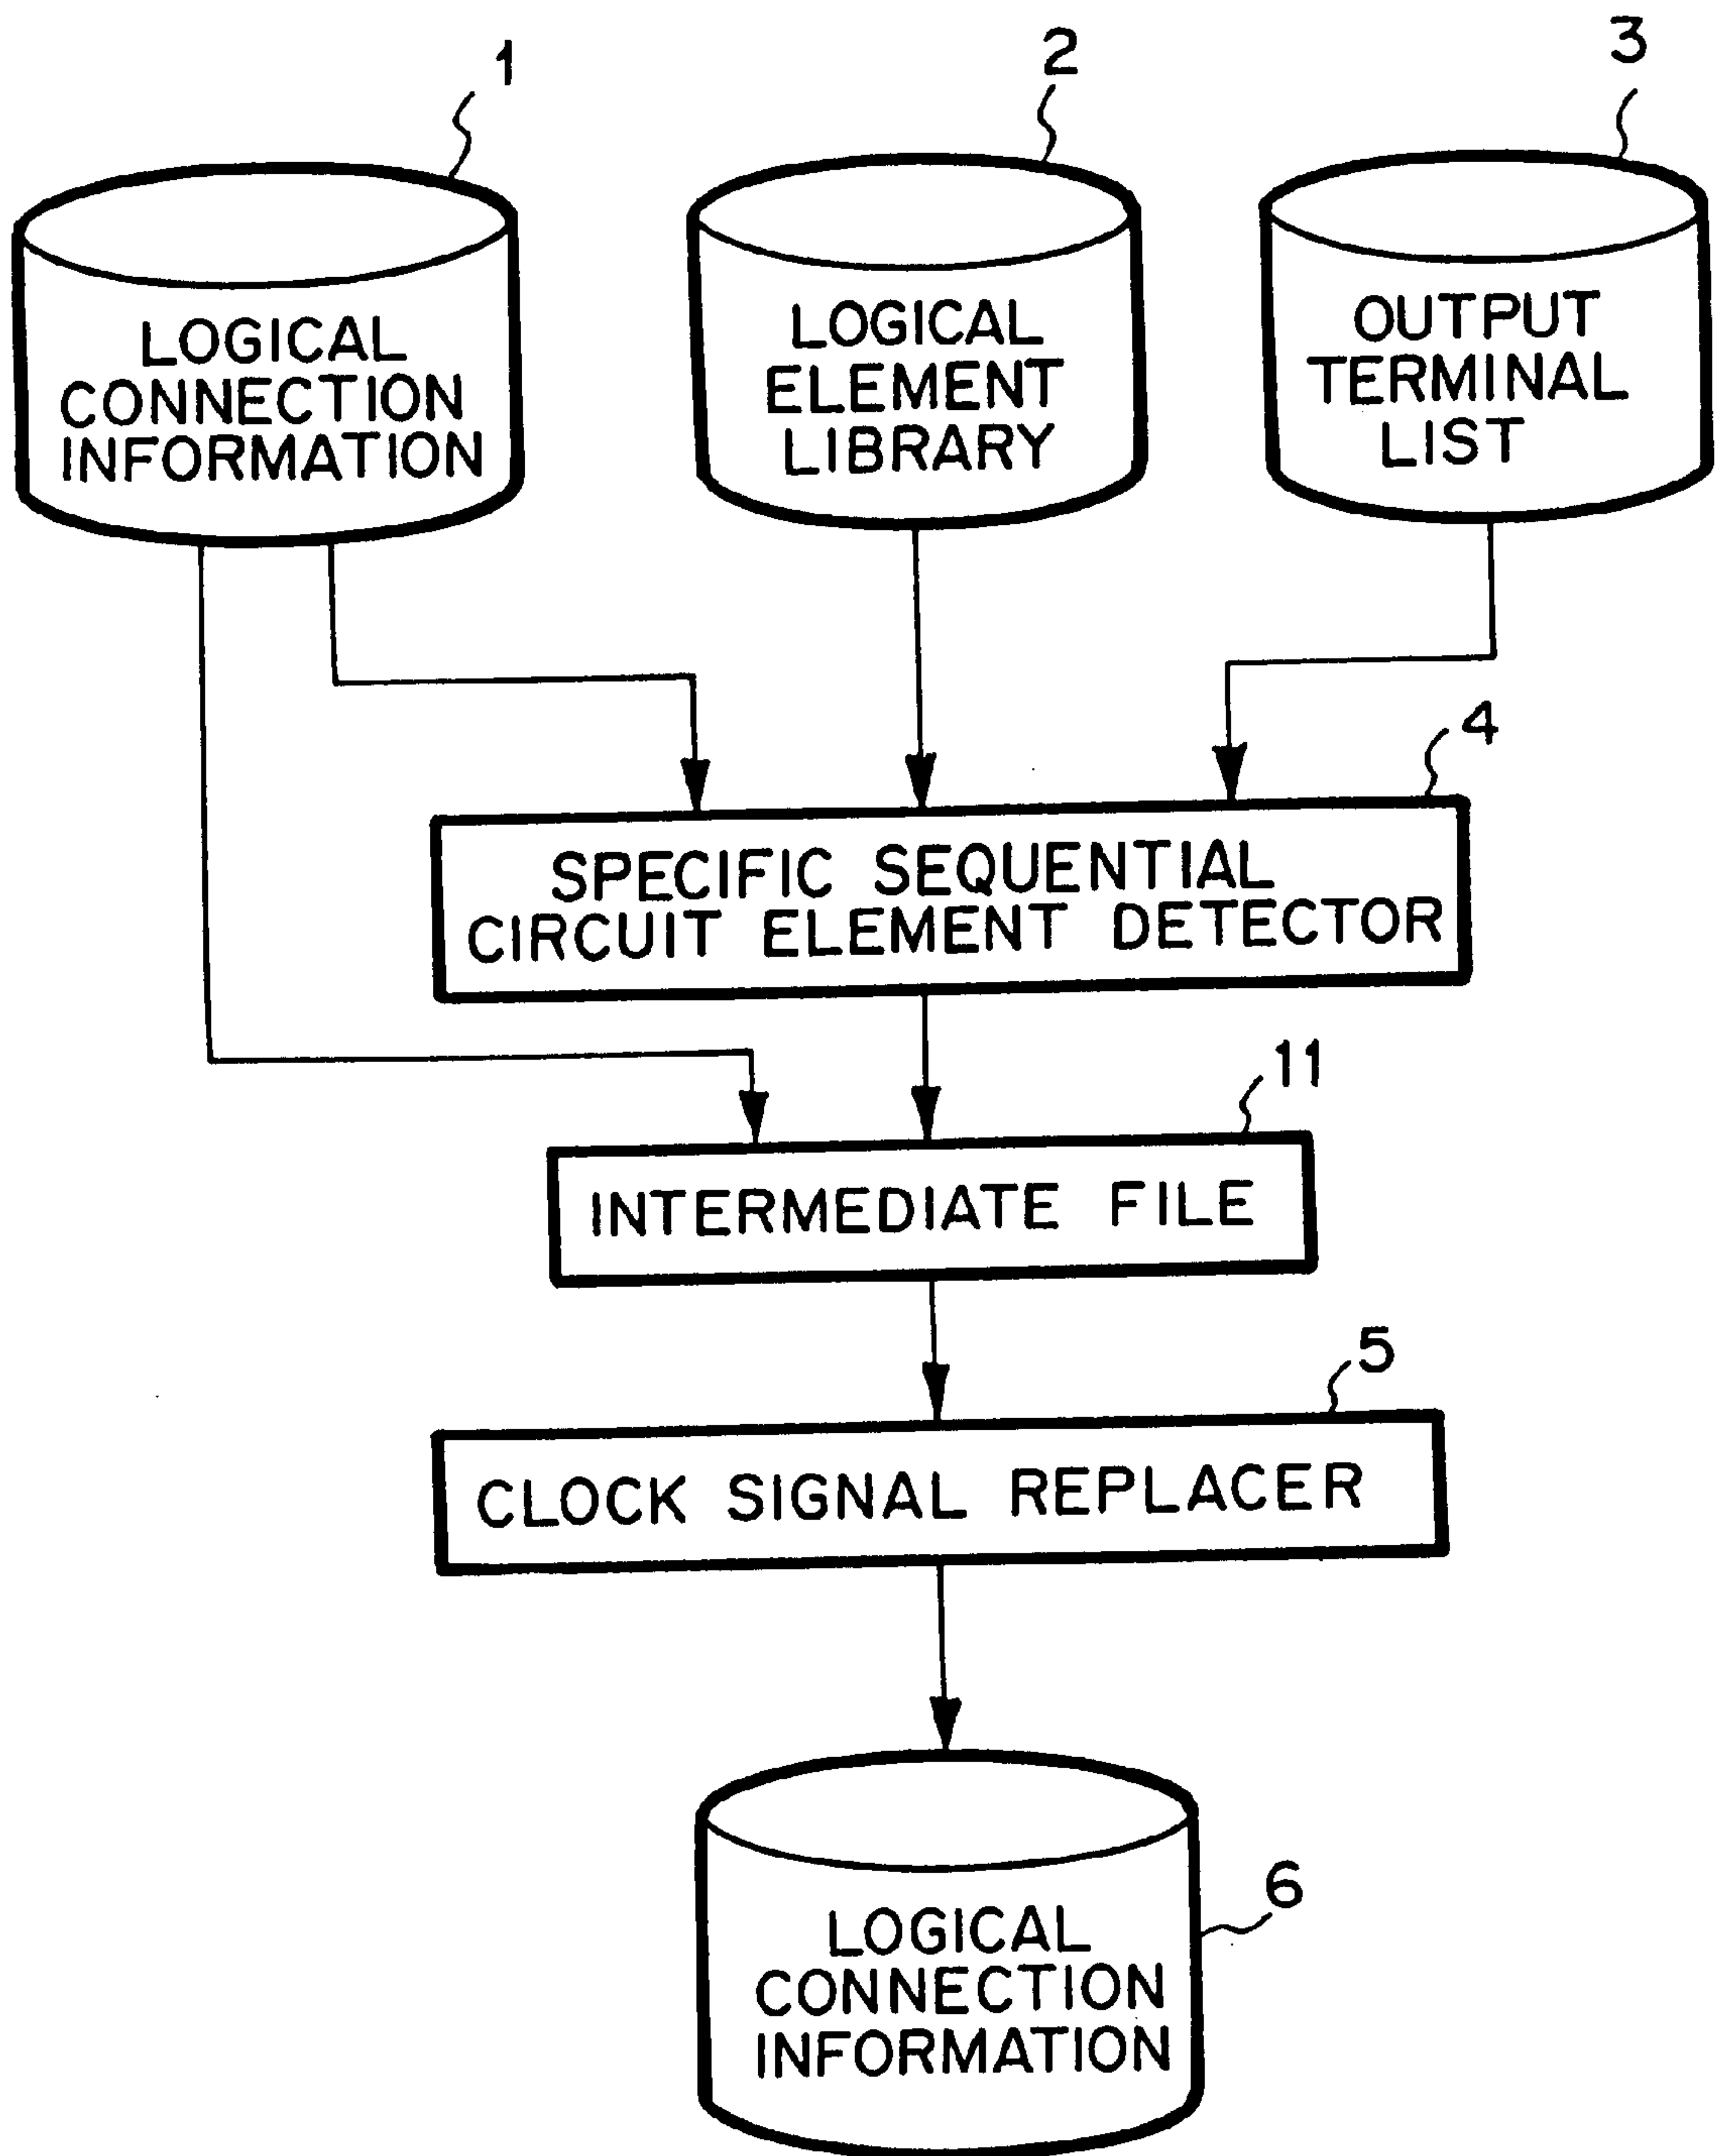 1
2
3
LOGICAL
CONNECTION
INFORMATION
LOGICAL
ELEMENT
LIBRARY
OUTPUT
TERMINAL
LIST
4
SPECIFIC SEQUENTIAL
CIRCUIT ELEMENT DETECTOR
11
INTERMEDIATE FILE
5
CLOCK SIGNAL REPLACER
6
LOGICAL
CONNECTION
INFORMATION